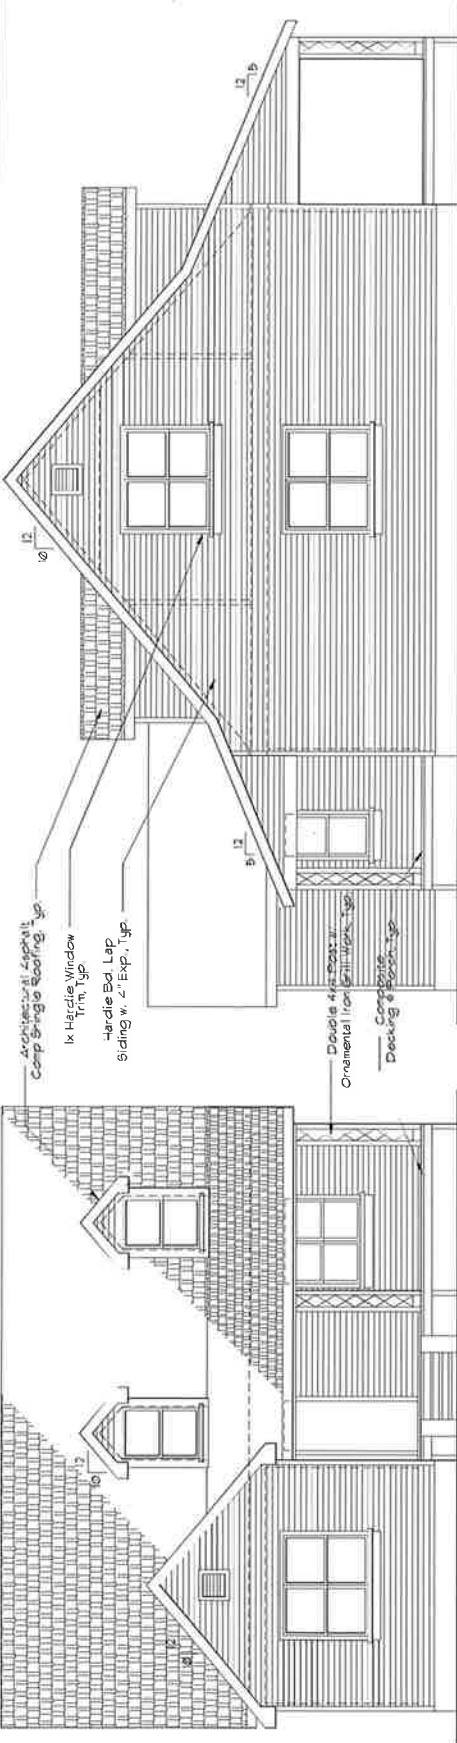 Architectural Asphalt
Comp Shingle Roofing, Typ.
1x Hardie Window
Trim, Typ.
Hardie Bd. Lap
Siding w. 4" Exp., Typ.
Double 4x4 Post w.
Ornamental Iron Grill Work, Typ.
Composite
Decking @ Porch, Typ.
12
10
12
10
12
10
12
5
12
5